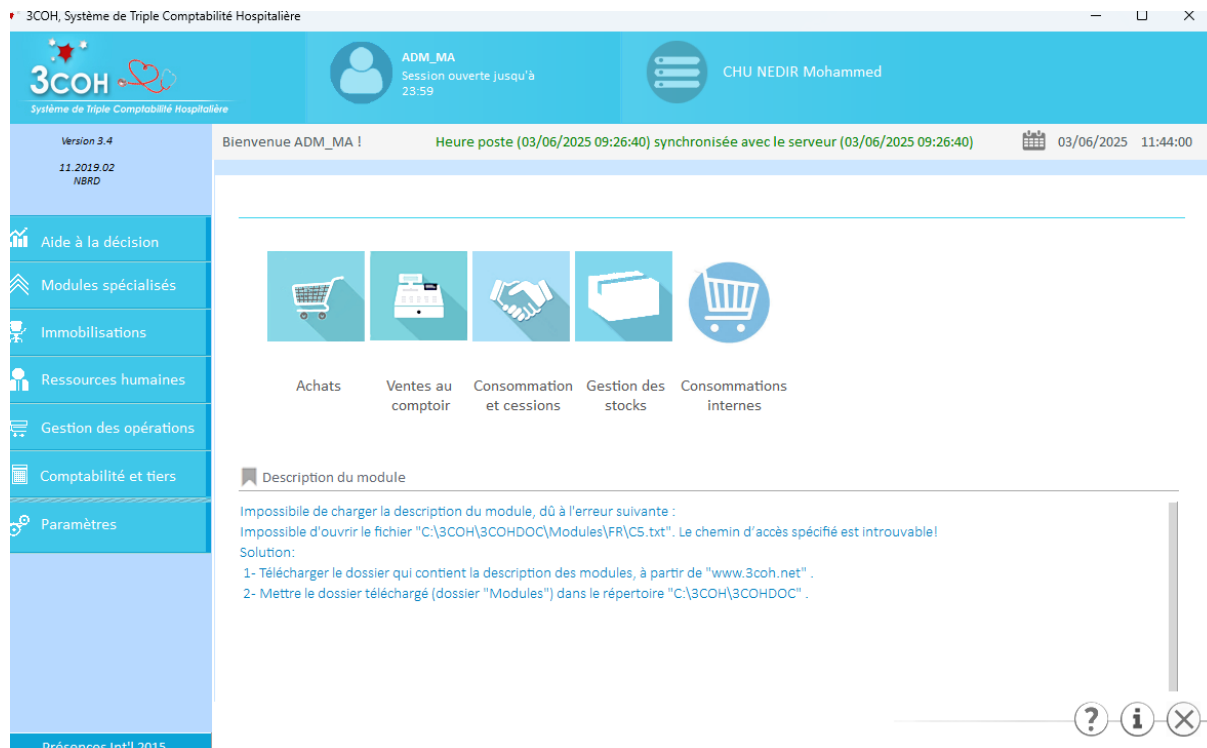 3COH, Système de Triple Comptabilité Hospitalière
3COH
Système de Triple Comptabilité Hospitalière
ADM_MA
Session ouverte jusqu'à
23:59
CHU NEDIR Mohammed
Version 3.4
11.2019.02
NBRD
Bienvenue ADM_MA !
Heure poste (03/06/2025 09:26:40) synchronisée avec le serveur (03/06/2025 09:26:40)
03/06/2025 11:44:00
Aide à la décision
Modules spécialisés
Immobilisations
Ressources humaines
Gestion des opérations
Comptabilité et tiers
Paramètres
Achats
Ventes au
comptoir
Consommation
et cessions
Gestion des
stocks
Consommations
internes
Description du module
Impossibile de charger la description du module, dû à l'erreur suivante :
Impossible d'ouvrir le fichier "C:\3COH\3COHDOC\Modules\FR\C5.txt". Le chemin d’accès spécifié est introuvable!
Solution:
1- Télécharger le dossier qui contient la description des modules, à partir de "www.3coh.net" .
2- Mettre le dossier téléchargé (dossier "Modules") dans le répertoire "C:\3COH\3COHDOC" .
Présences Int'l 2015